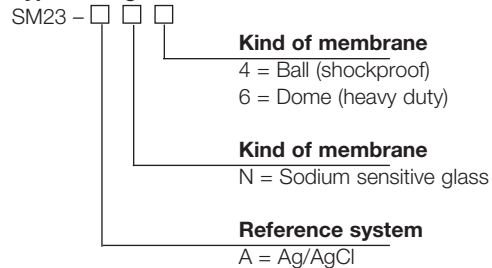 SM23 – □ □ □
Kind of membrane
4 = Ball (shockproof)
6 = Dome (heavy duty)
Kind of membrane
N = Sodium sensitive glass
Reference system
A = Ag/AgCl